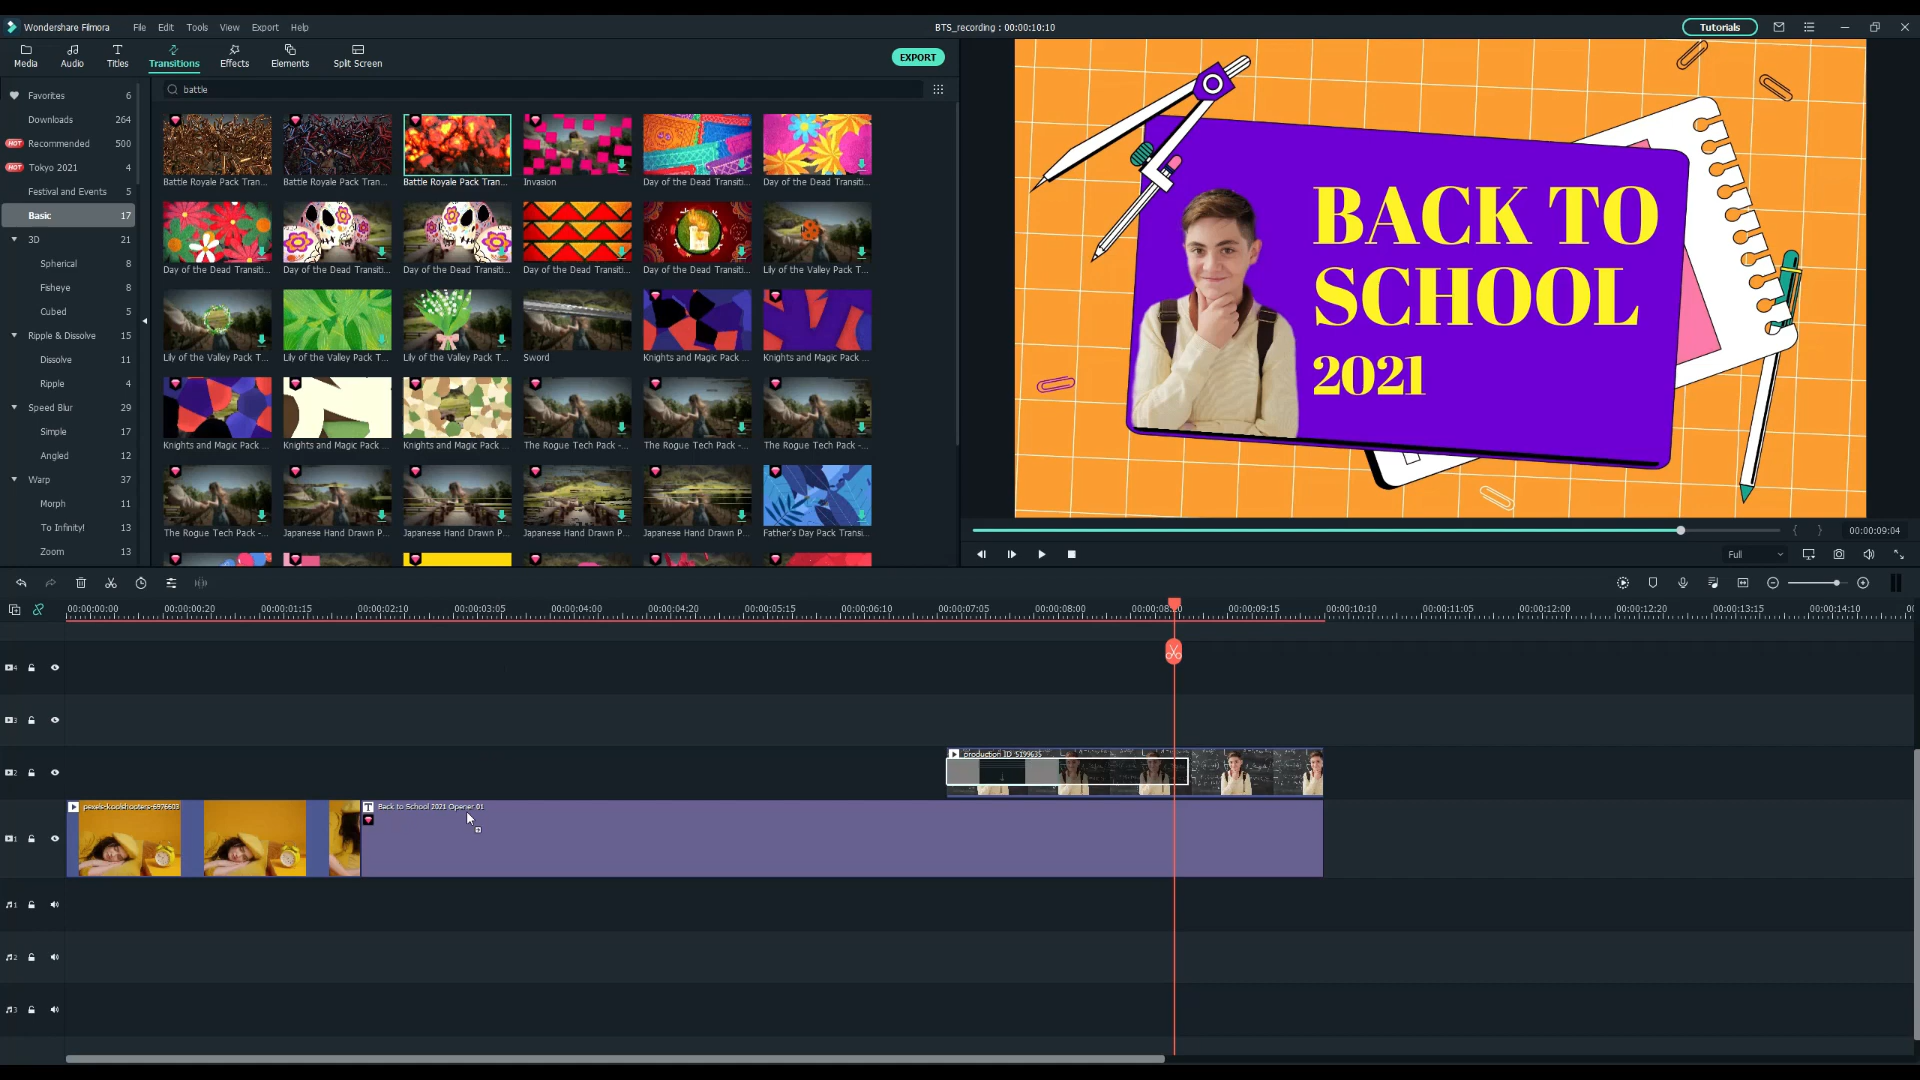 Wondershare Filmora File Edit Tools View Export Help BTS_recording : 00:00:10:10 Tutorials
Media Audio Titles Transitions Effects Elements Split Screen EXPORT
battle
Favorites 6
Downloads 264
HOT Recommended 500
HOT Tokyo 2021 4
Festival and Events 5
Basic 17
3D 21
Spherical 8
Fisheye 8
Cubed 5
Ripple & Dissolve 15
Dissolve 11
Ripple 4
Speed Blur 29
Simple 17
Angled 12
Warp 37
Morph 11
To Infinity! 13
Zoom 13
Battle Royale Pack Tran... Battle Royale Pack Tran... Battle Royale Pack Tran... Invasion Day of the Dead Transiti... Day of the Dead Transiti...
Day of the Dead Transiti... Day of the Dead Transiti... Day of the Dead Transiti... Day of the Dead Transiti... Day of the Dead Transiti... Lily of the Valley Pack T...
Lily of the Valley Pack T... Lily of the Valley Pack T... Lily of the Valley Pack T... Sword Knights and Magic Pack ... Knights and Magic Pack ...
Knights and Magic Pack ... Knights and Magic Pack ... Knights and Magic Pack ... The Rogue Tech Pack -... The Rogue Tech Pack -... The Rogue Tech Pack -...
The Rogue Tech Pack -... Japanese Hand Drawn P... Japanese Hand Drawn P... Japanese Hand Drawn P... Japanese Hand Drawn P... Father's Day Pack Transi...
BACK TO
SCHOOL
2021
00:00:09:04
Full
00:00:00:00 00:00:00:20 00:00:01:15 00:00:02:10 00:00:03:05 00:00:04:00 00:00:04:20 00:00:05:15 00:00:06:10 00:00:07:05 00:00:08:00 00:00:09:15 00:00:10:10 00:00:11:05 00:00:12:00 00:00:12:20 00:00:13:15 00:00:14:10
4
3
2 production ID_5199635
1 pexels-koolshooters-6976603 Back to School 2021 Opener 01
1
2
3